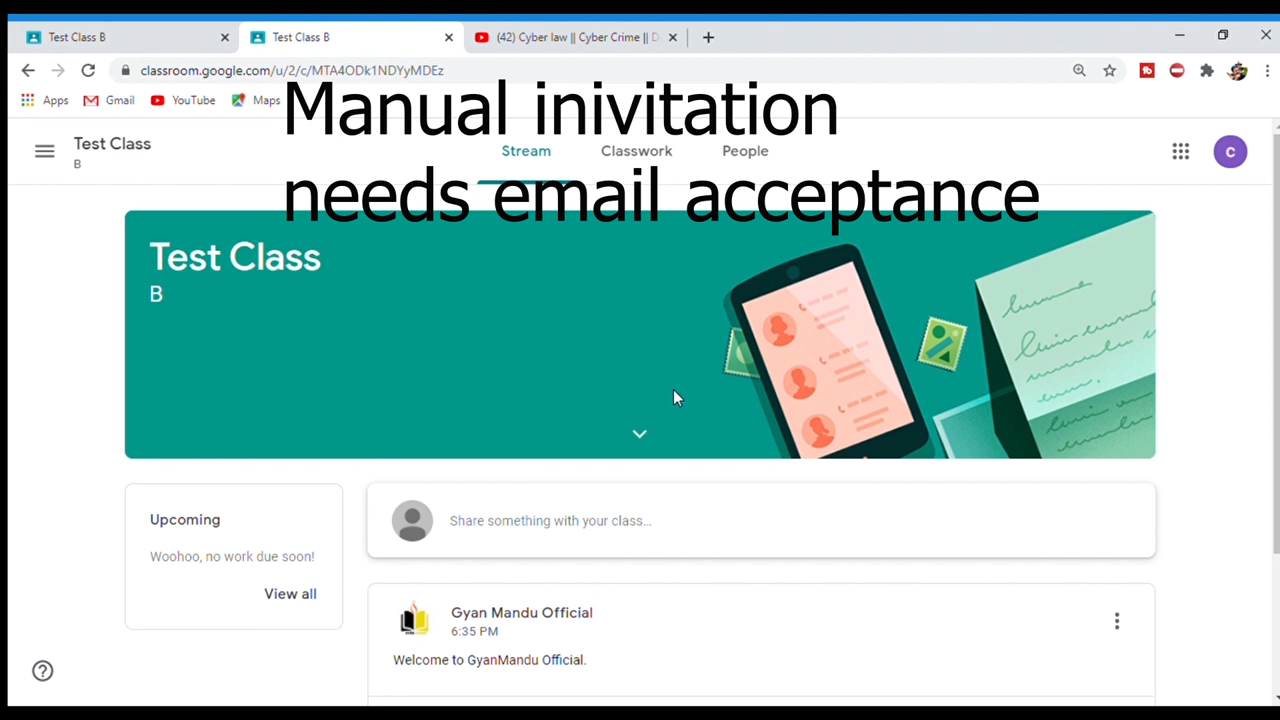 Test Class B
Test Class B
(42) Cyber law || Cyber Crime || D
classroom.google.com/u/2/c/MTA4ODk1NDYyMDEz
Apps
Gmail
YouTube
Maps
Manual inivitation
needs email acceptance
Test Class
B
Stream
Classwork
People
c
Test Class
B
Upcoming
Woohoo, no work due soon!
View all
Share something with your class...
Gyan Mandu Official
6:35 PM
Welcome to GyanMandu Official.